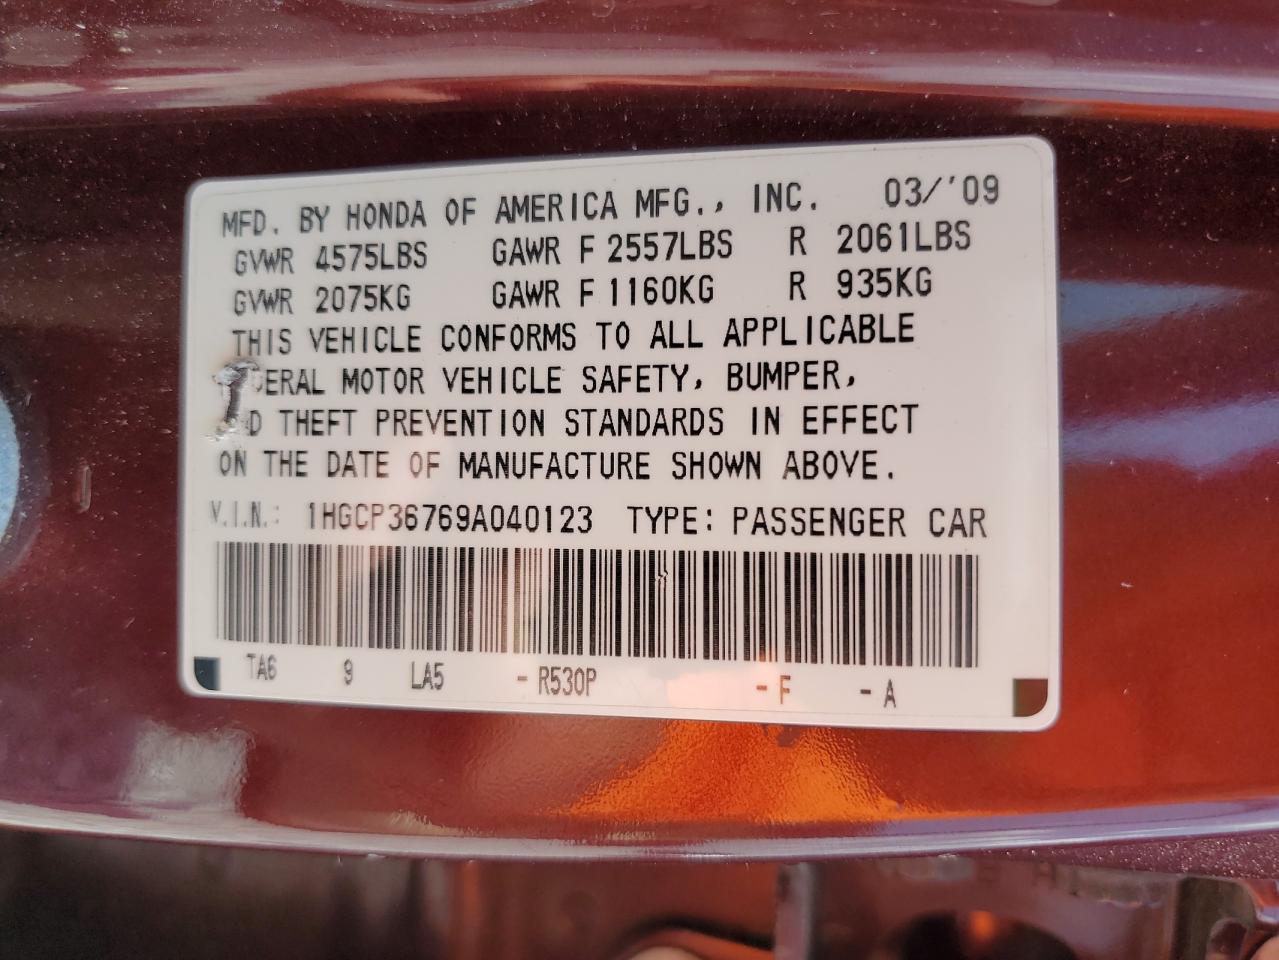 MFD. BY HONDA OF AMERICA MFG., INC. 03/'09
GVWR 4575LBS GAWR F 2557LBS R 2061LBS
GVWR 2075KG GAWR F 1160KG R 935KG
THIS VEHICLE CONFORMS TO ALL APPLICABLE
ERAL MOTOR VEHICLE SAFETY, BUMPER,
D THEFT PREVENTION STANDARDS IN EFFECT
ON THE DATE OF MANUFACTURE SHOWN ABOVE.
V.I.N.: 1HGCP36769A040123 TYPE: PASSENGER CAR
TA6 9 LA5 - R530P - F - A